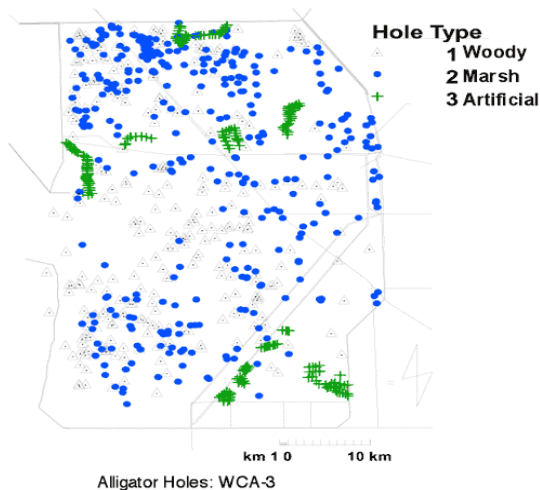 Hole Type
1 Woody
2 Marsh
3 Artificial
km 1 0 10 km
Alligator Holes: WCA-3